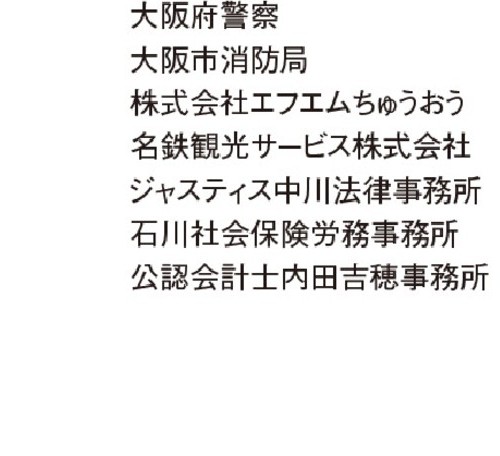 大阪府警察
大阪市消防局
株式会社エフエムちゅうおう
名鉄観光サービス株式会社
ジャスティス中川法律事務所
石川社会保険労務事務所
公認会計士内田吉穂事務所